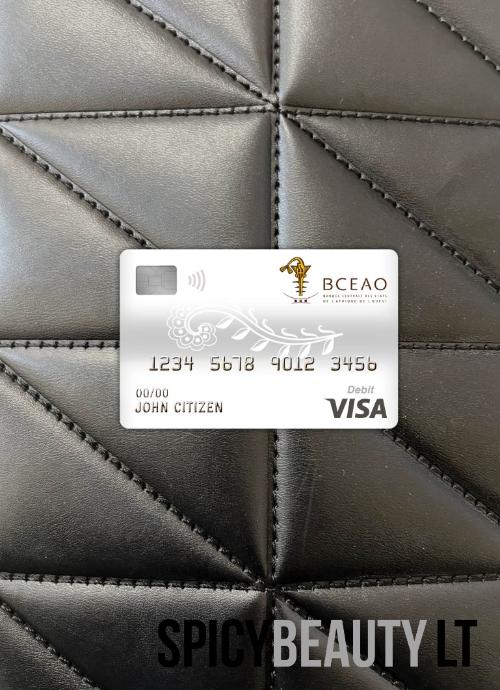 BCEAO
BANQUE CENTRALE DES ETATS
DE L'AFRIQUE DE L'OUEST
1234 5678 9012 3456
00/00
JOHN CITIZEN
Debit
VISA
SPICYBEAUTY LT